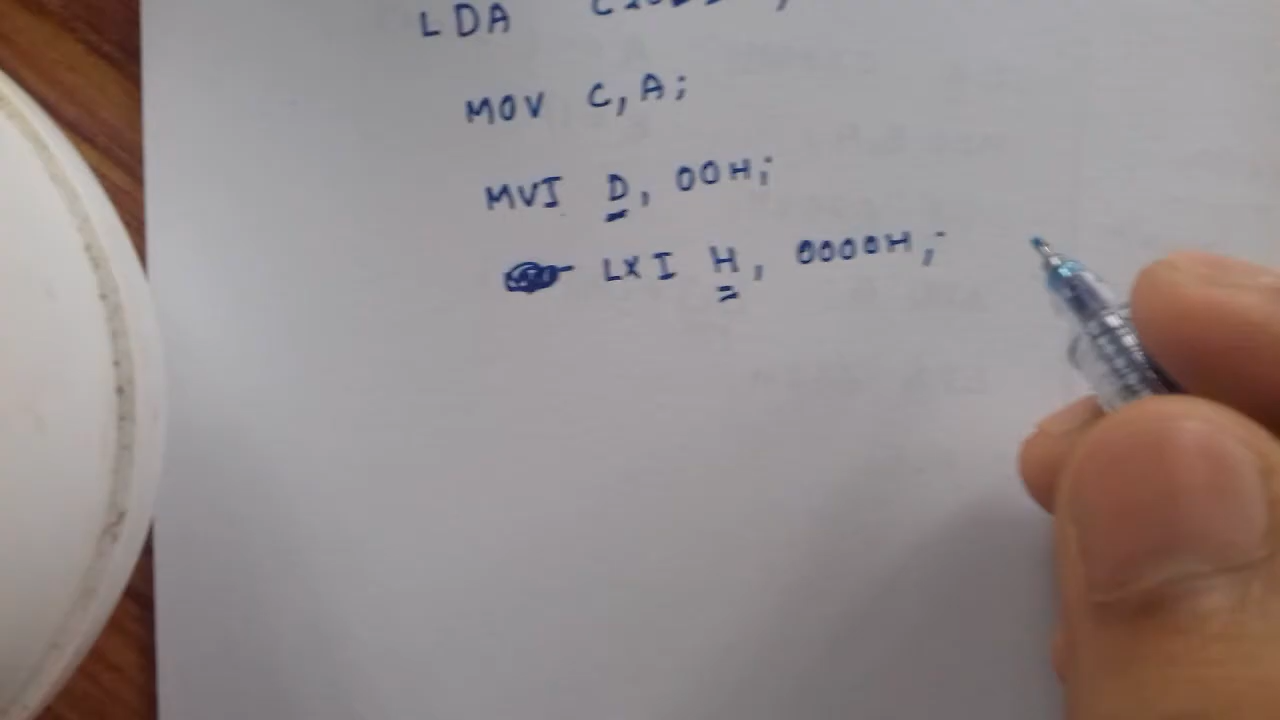 LDA
MOV C, A;
MVI D, 00H;
LXI H, 0000H;